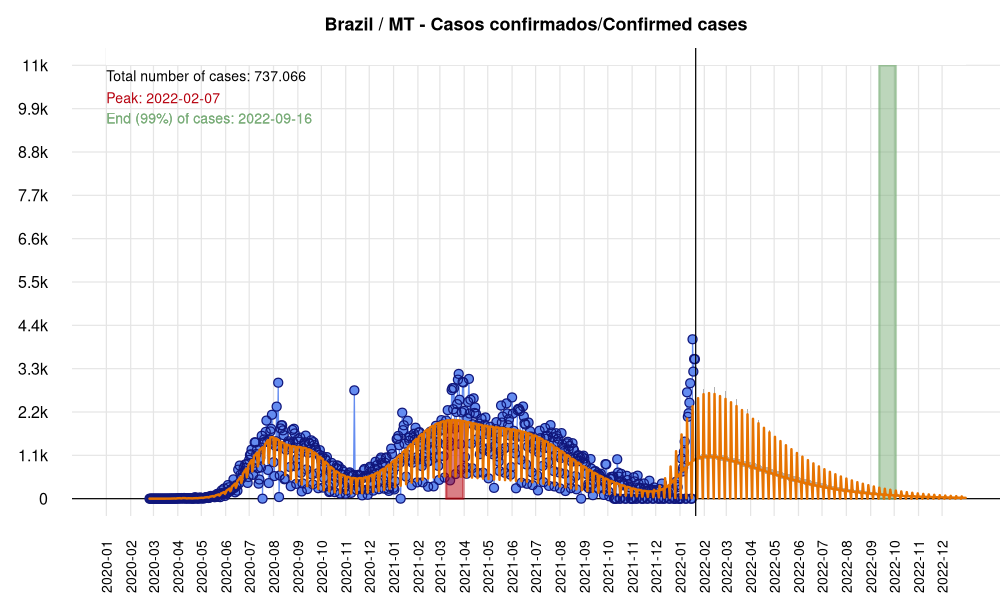 Brazil / MT - Casos confirmados/Confirmed cases
Total number of cases: 737.066
Peak: 2022-02-07
End (99%) of cases: 2022-09-16
11k
9.9k
8.8k
7.7k
6.6k
5.5k
4.4k
3.3k
2.2k
1.1k
0
2020-01
2020-02
2020-03
2020-04
2020-05
2020-06
2020-07
2020-08
2020-09
2020-10
2020-11
2020-12
2021-01
2021-02
2021-03
2021-04
2021-05
2021-06
2021-07
2021-08
2021-09
2021-10
2021-11
2021-12
2022-01
2022-02
2022-03
2022-04
2022-05
2022-06
2022-07
2022-08
2022-09
2022-10
2022-11
2022-12